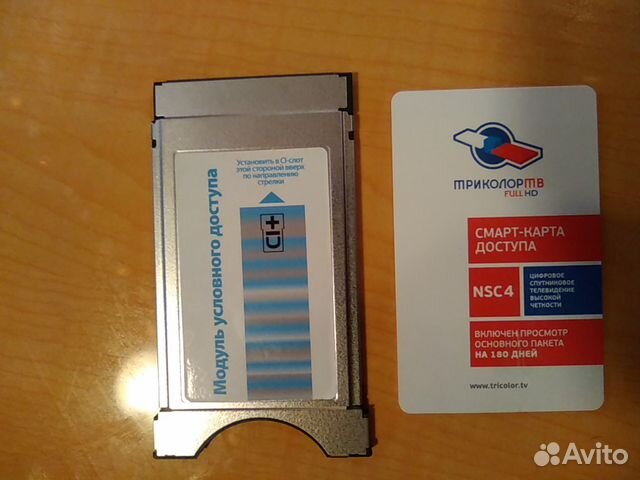 Установить в CI-слот
этой стороной вверх
по направлению
стрелки
Модуль условного доступа
CI+
ТРИКОЛОРТВ
FULL HD
СМАРТ-КАРТА
ДОСТУПА
NSC4
ЦИФРОВОЕ
СПУТНИКОВОЕ
ТЕЛЕВИДЕНИЕ
ВЫСОКОЙ
ЧЕТКОСТИ
ВКЛЮЧЕН ПРОСМОТР
ОСНОВНОГО ПАКЕТА
НА 180 ДНЕЙ
www.tricolor.tv
Avito